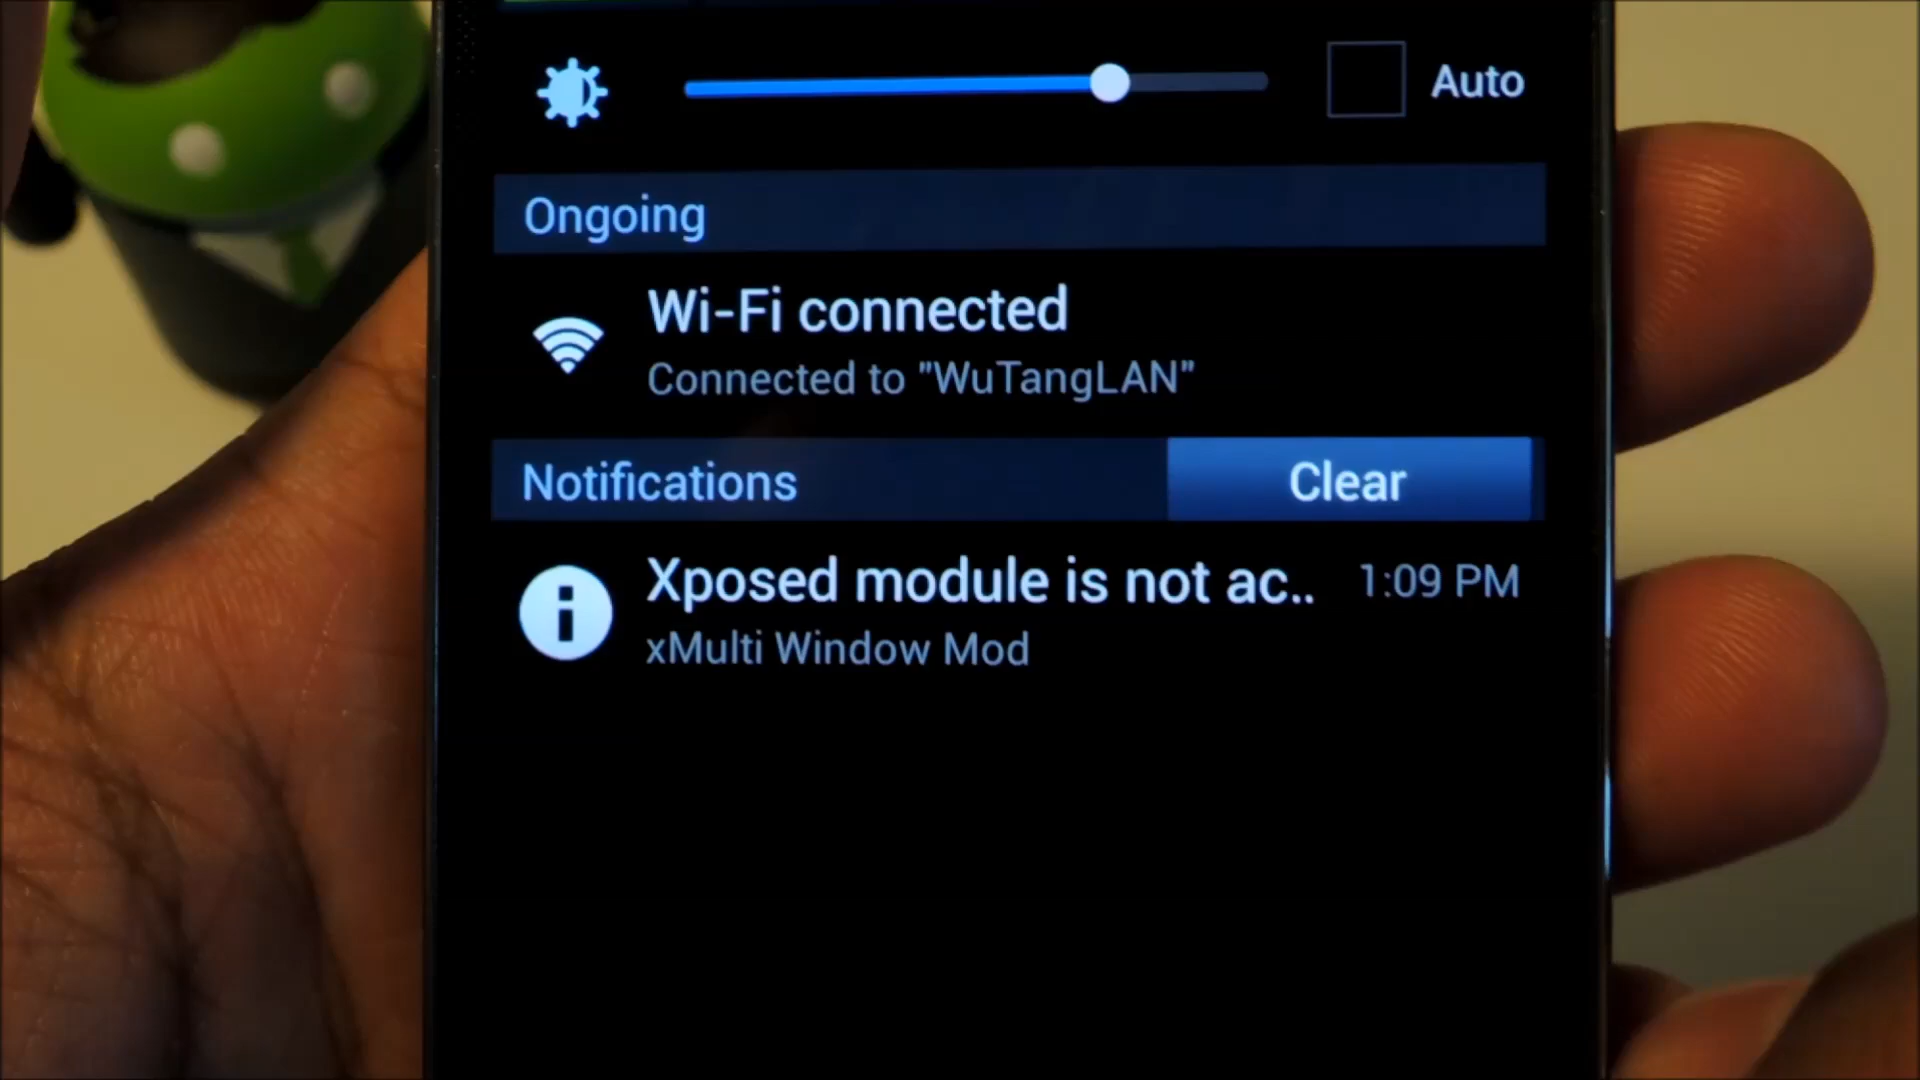 Auto
Ongoing
Wi-Fi connected
Connected to "WuTangLAN"
Notifications
Clear
Xposed module is not ac.. 1:09 PM
xMulti Window Mod